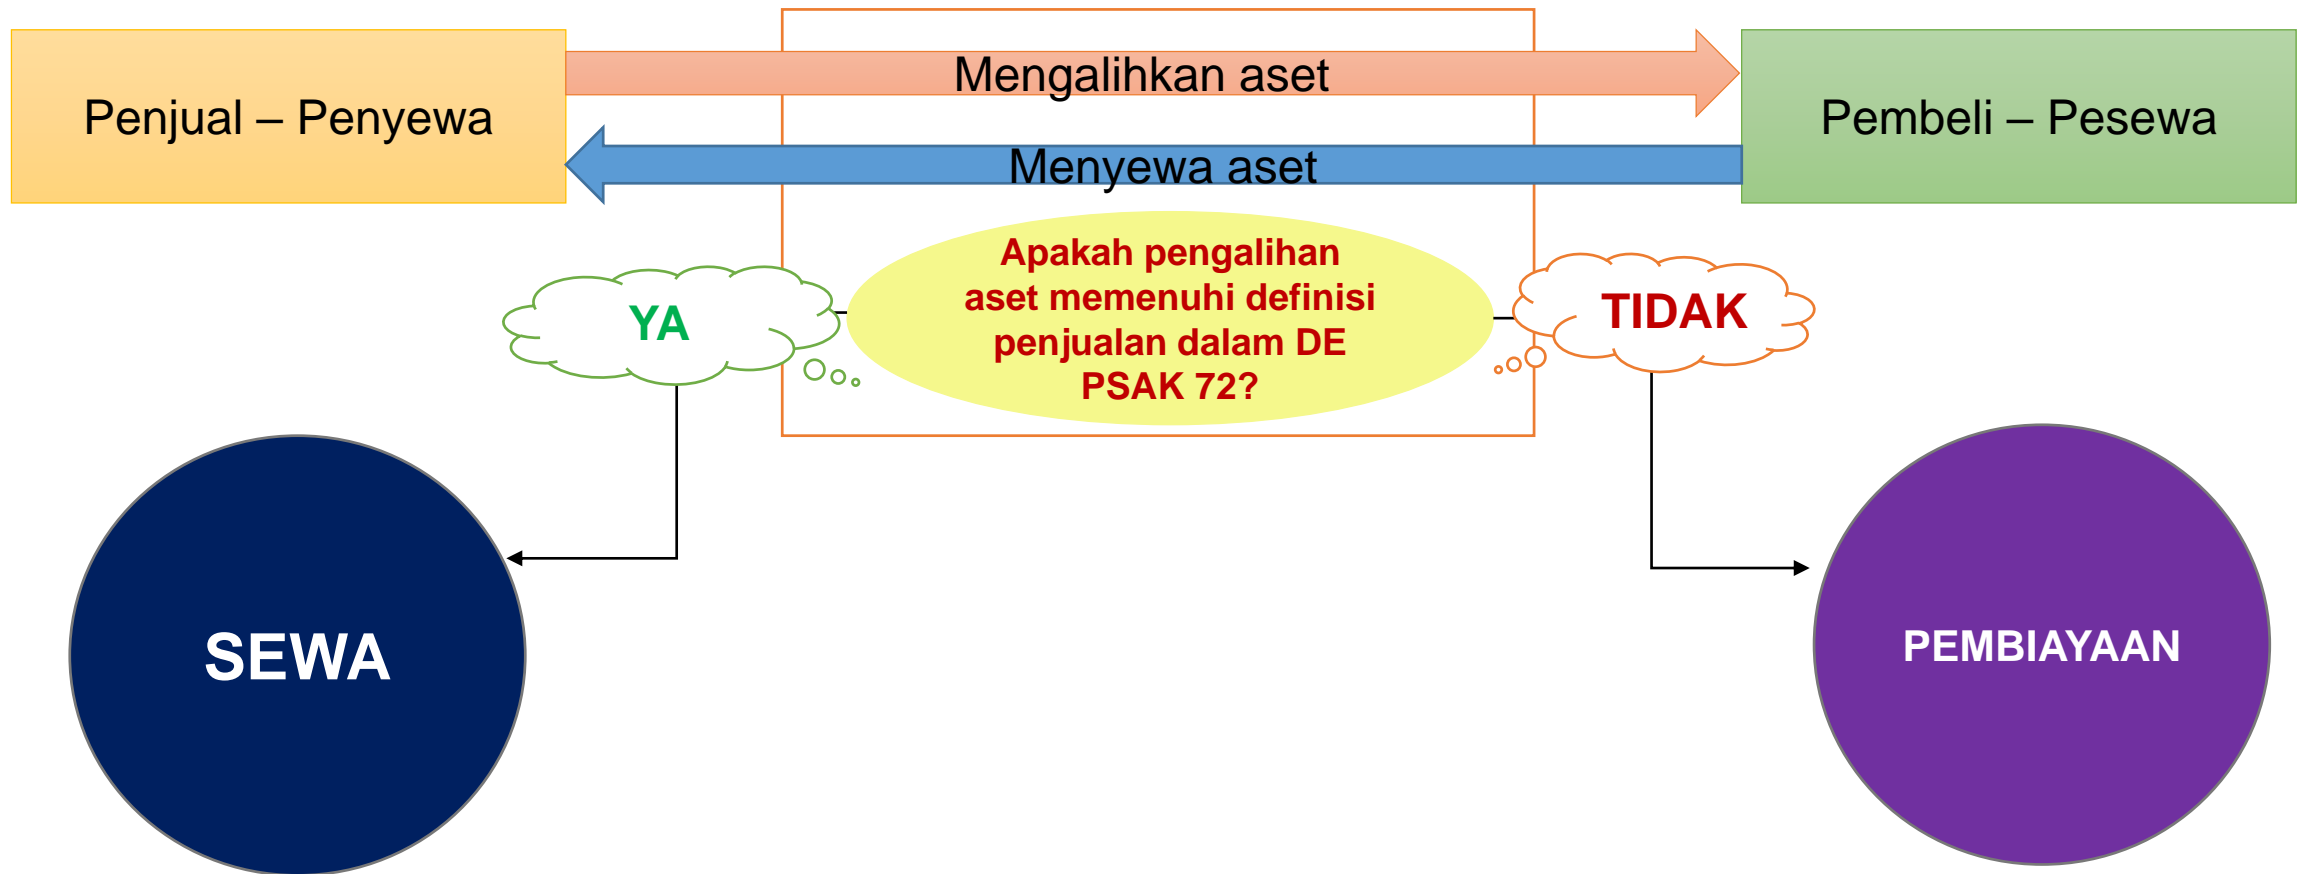 Penjual – Penyewa
Mengalihkan aset
Pembeli – Pesewa
Menyewa aset
Apakah pengalihan
aset memenuhi definisi
penjualan dalam DE
PSAK 72?
YA
TIDAK
SEWA
PEMBIAYAAN